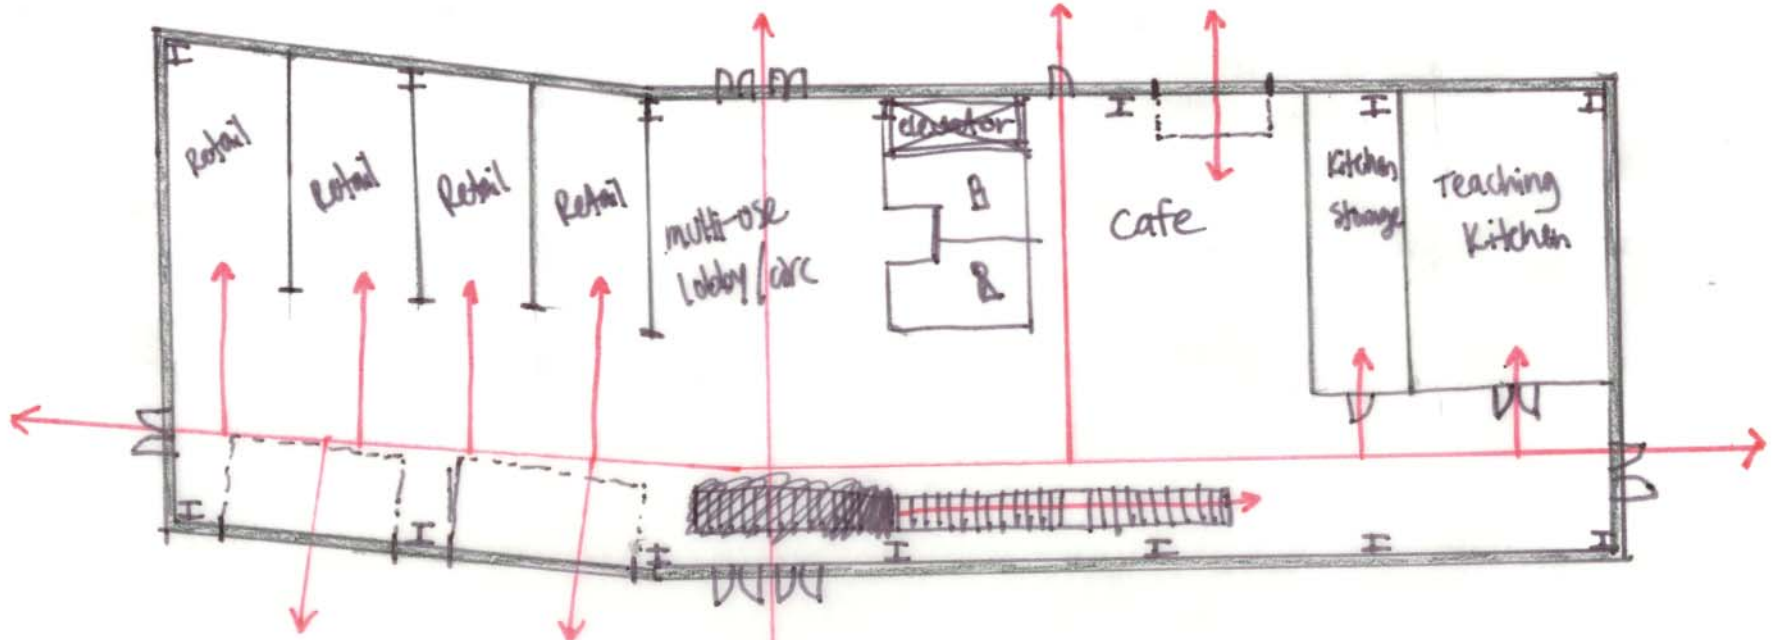 Retail
Retail
Retail
Retail
multi-use
lobby/circ
elevator
B
R
Cafe
Kitchen
Storage
Teaching
Kitchen